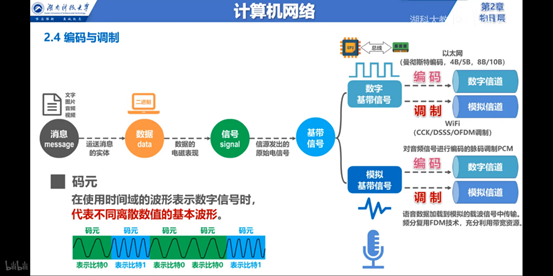 湖南科技大学
计算机网络
湖科大教
第2章
物理层
2.4 编码与调制
CPU
总线
以太网
(曼彻斯特编码，4B/5B，8B/10B)
文字
图片
音频
视频
二进制
数字
基带信号
编码
数字信道
调制
模拟信道
消息
message
数据
data
信号
signal
基带
信号
运送消息
的实体
数据的
电磁表现
信源发出的
原始电信号
WiFi
(CCK/DSSS/OFDM调制)
对音频信号进行编码的脉码调制PCM
码元
在使用时间域的波形表示数字信号时，
代表不同离散数值的基本波形。
模拟
基带信号
编码
数字信道
调制
模拟信道
语音数据加载到模拟的载波信号中传输。
频分复用FDM技术，充分利用带宽资源。
码元 码元 码元 码元 码元
表示比特0 表示比特1 表示比特0 表示比特0 表示比特1
bilibili